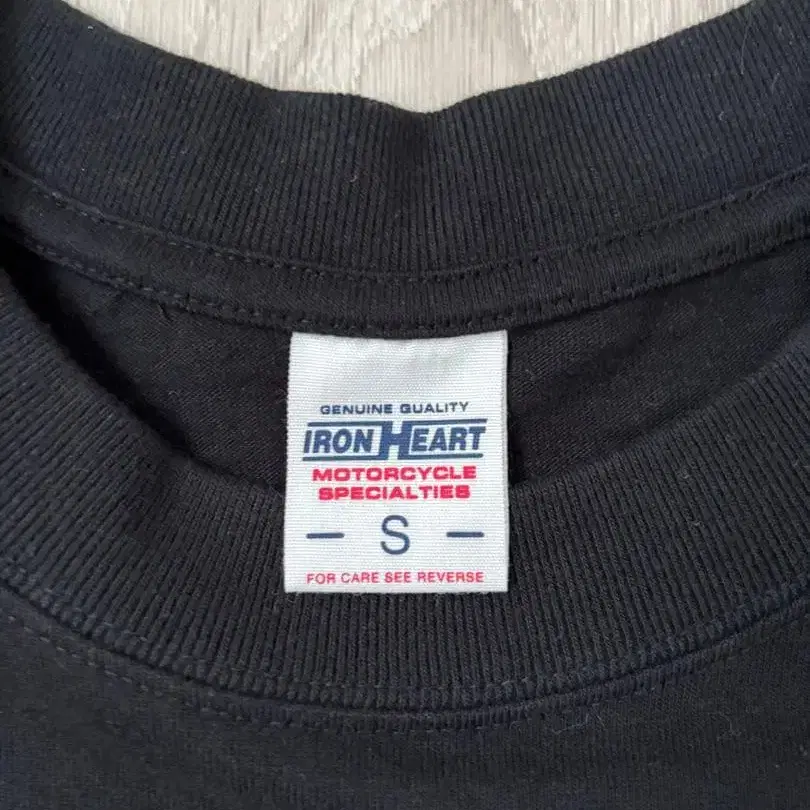 GENUINE QUALITY
IRON HEART
MOTORCYCLE
SPECIALTIES
– S –
FOR CARE SEE REVERSE